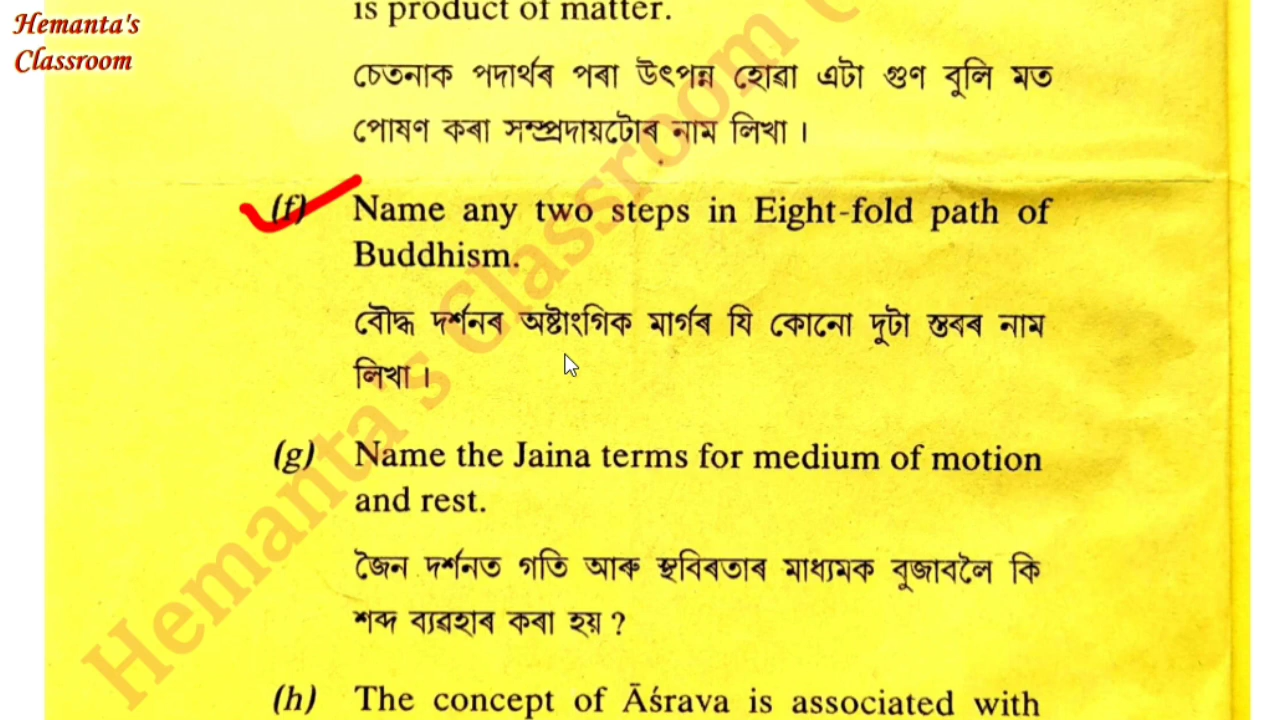 Hemanta's
Classroom
is product of matter.
চেতনাক পদাৰ্থৰ পৰা উৎপন্ন হোৱা এটা গুণ বুলি মত
পোষণ কৰা সম্প্ৰদায়টোৰ নাম লিখা ।
(f) Name any two steps in Eight-fold path of
Buddhism.
বৌদ্ধ দৰ্শনৰ অষ্টাংগিক মাৰ্গৰ যি কোনো দুটা স্তবৰ নাম
লিখা ।
(g) Name the Jaina terms for medium of motion
and rest.
জৈন দৰ্শনত গতি আৰু স্থবিৰতাৰ মাধ্যমক বুজাবলৈ কি
শব্দ ব্যৱহাৰ কৰা হয় ?
(h) The concept of Āśrava is associated with
Hemanta's Classroom